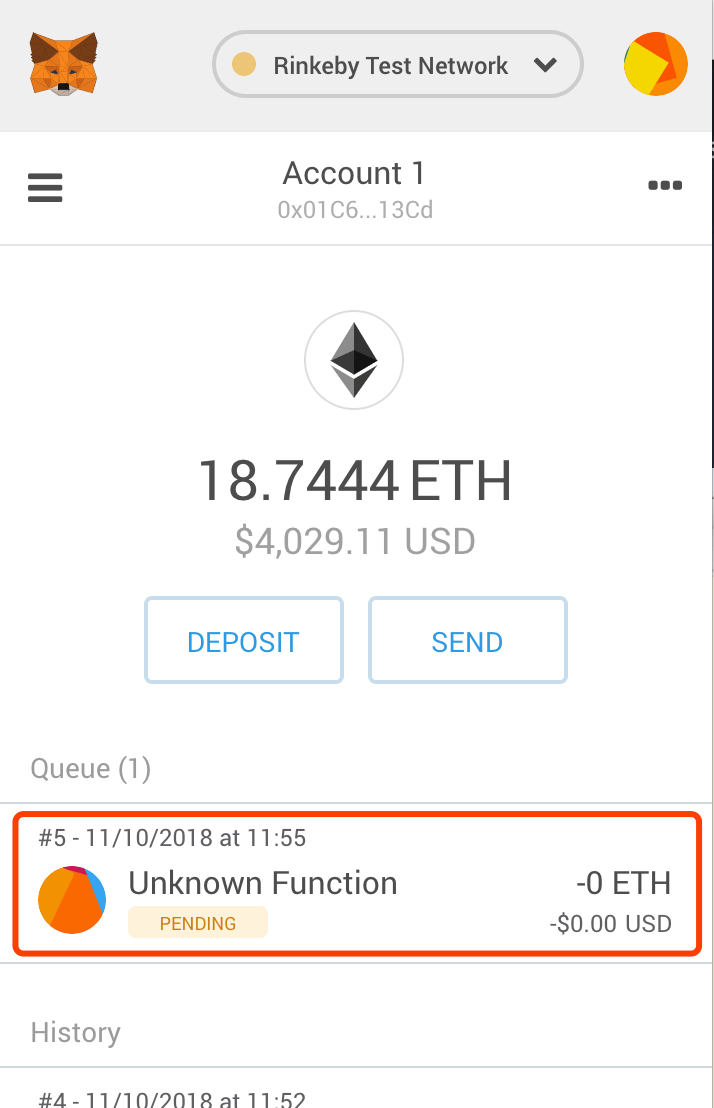 Rinkeby Test Network
Account 1
0x01C6...13Cd
18.7444 ETH
$4,029.11 USD
DEPOSIT SEND
Queue (1)
#5 - 11/10/2018 at 11:55
Unknown Function -0 ETH
PENDING -$0.00 USD
History
#4 - 11/10/2018 at 11:52